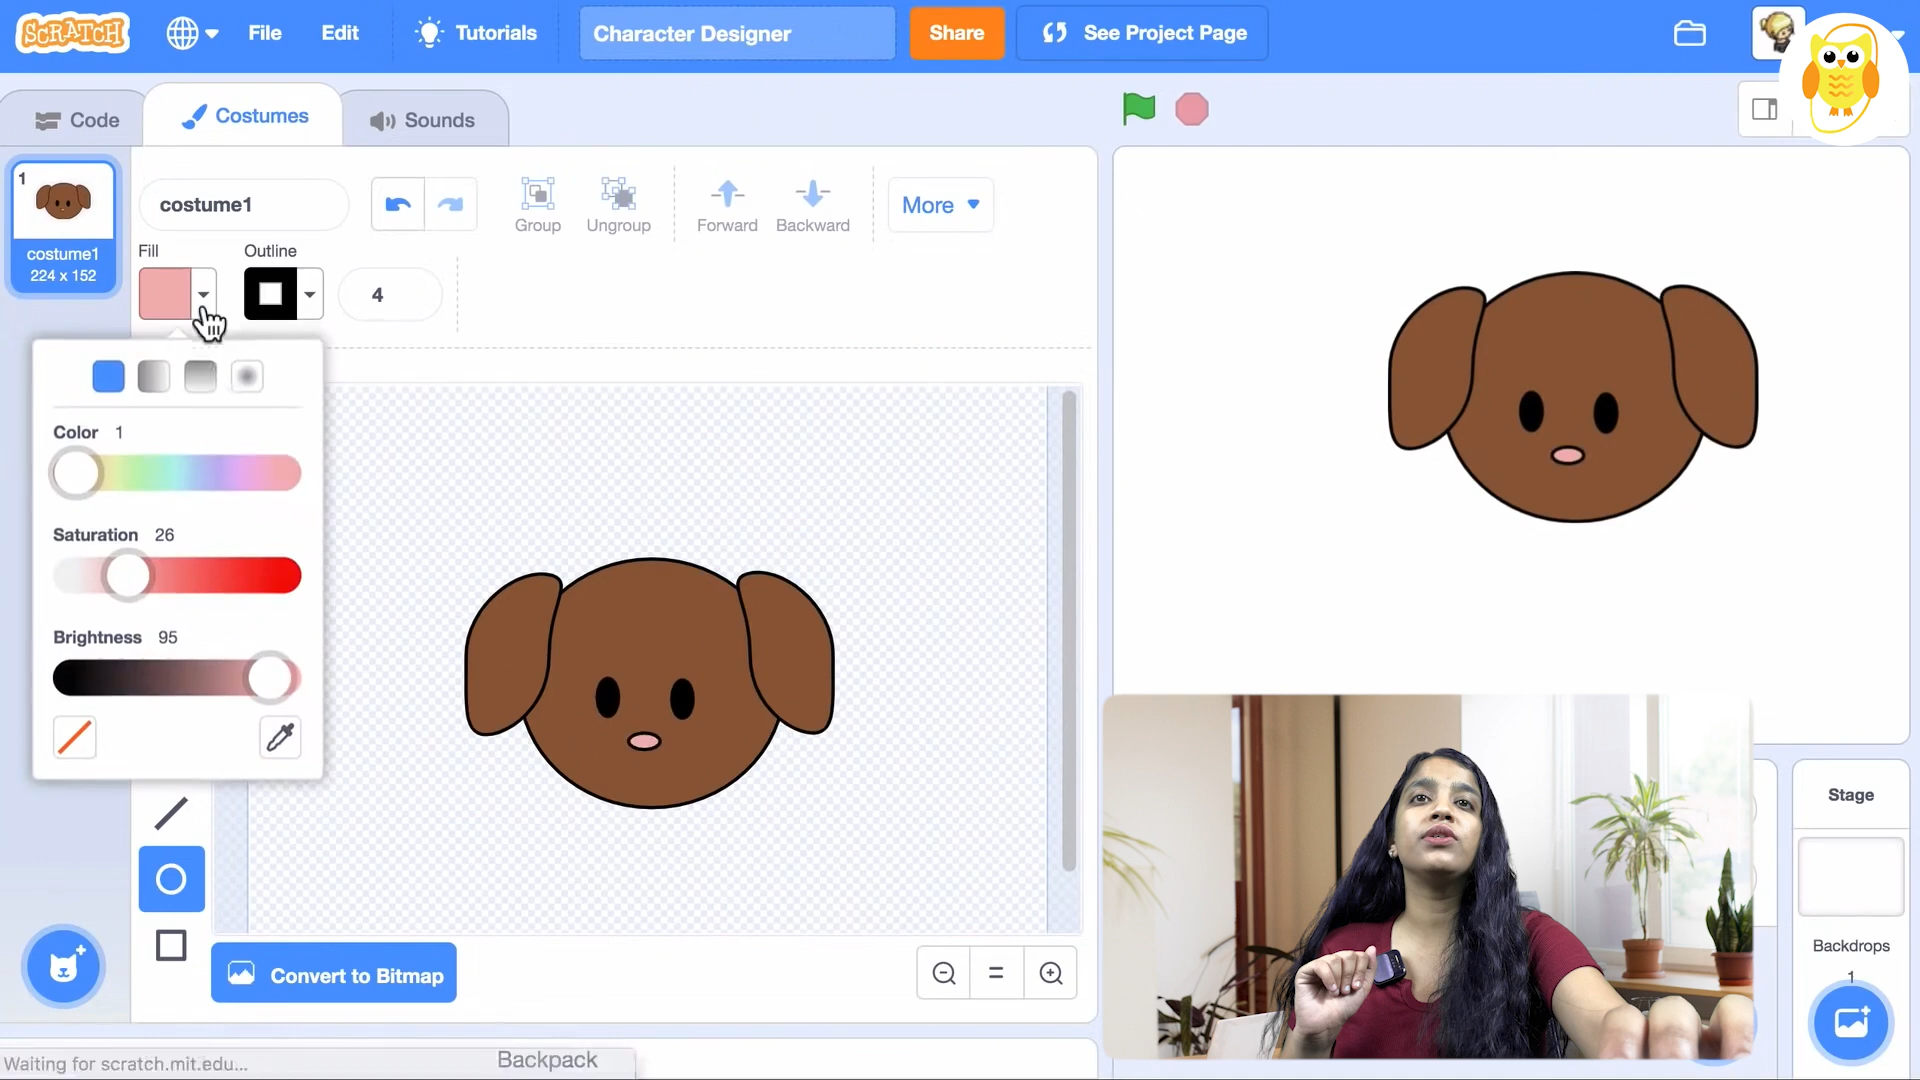 SCRATCH
File
Edit
Tutorials
Character Designer
Share
See Project Page
Code
Costumes
Sounds
1
costume1
224 x 152
costume1
Group
Ungroup
Forward
Backward
More
Fill
Outline
4
Color 1
Saturation 26
Brightness 95
Convert to Bitmap
=
Stage
Backdrops
1
Backpack
Waiting for scratch.mit.edu...